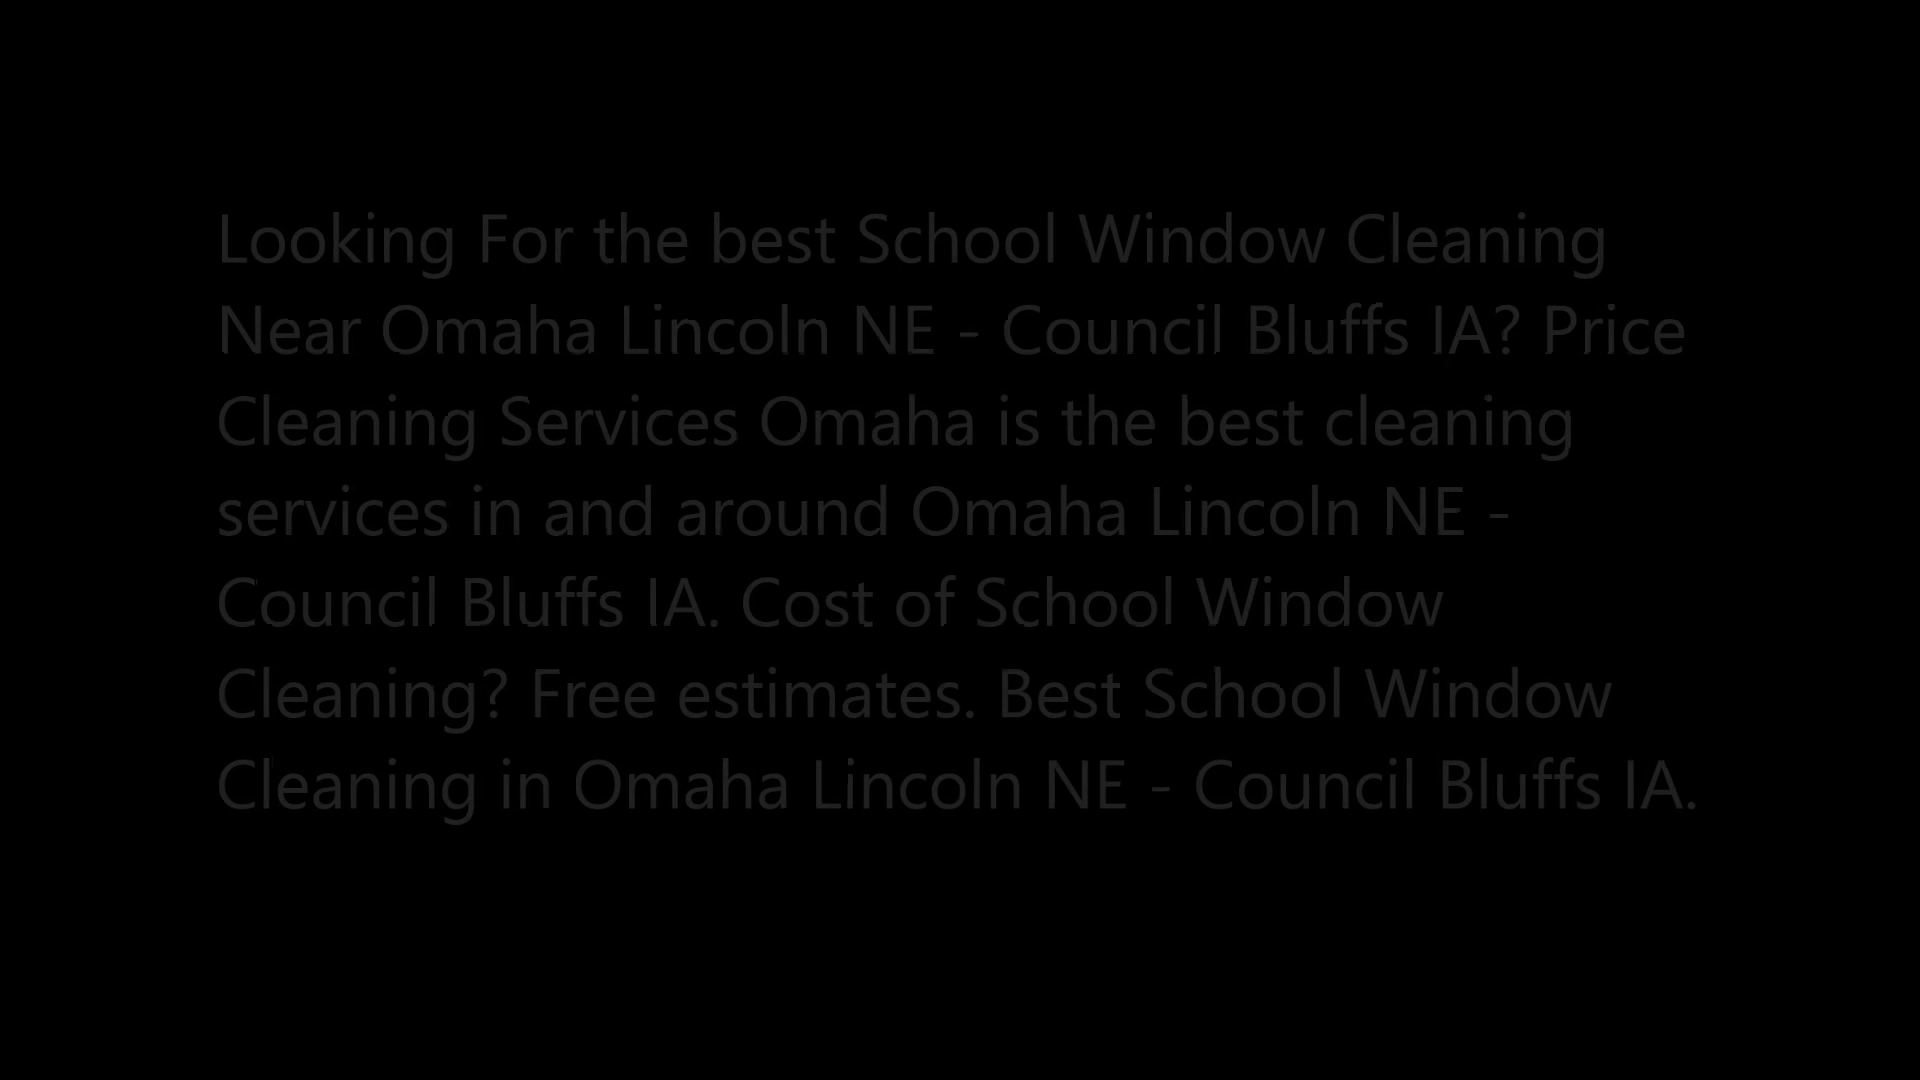 Looking For the best School Window Cleaning
Near Omaha Lincoln NE - Council Bluffs IA? Price
Cleaning Services Omaha is the best cleaning
services in and around Omaha Lincoln NE -
Council Bluffs IA. Cost of School Window
Cleaning? Free estimates. Best School Window
Cleaning in Omaha Lincoln NE - Council Bluffs IA.